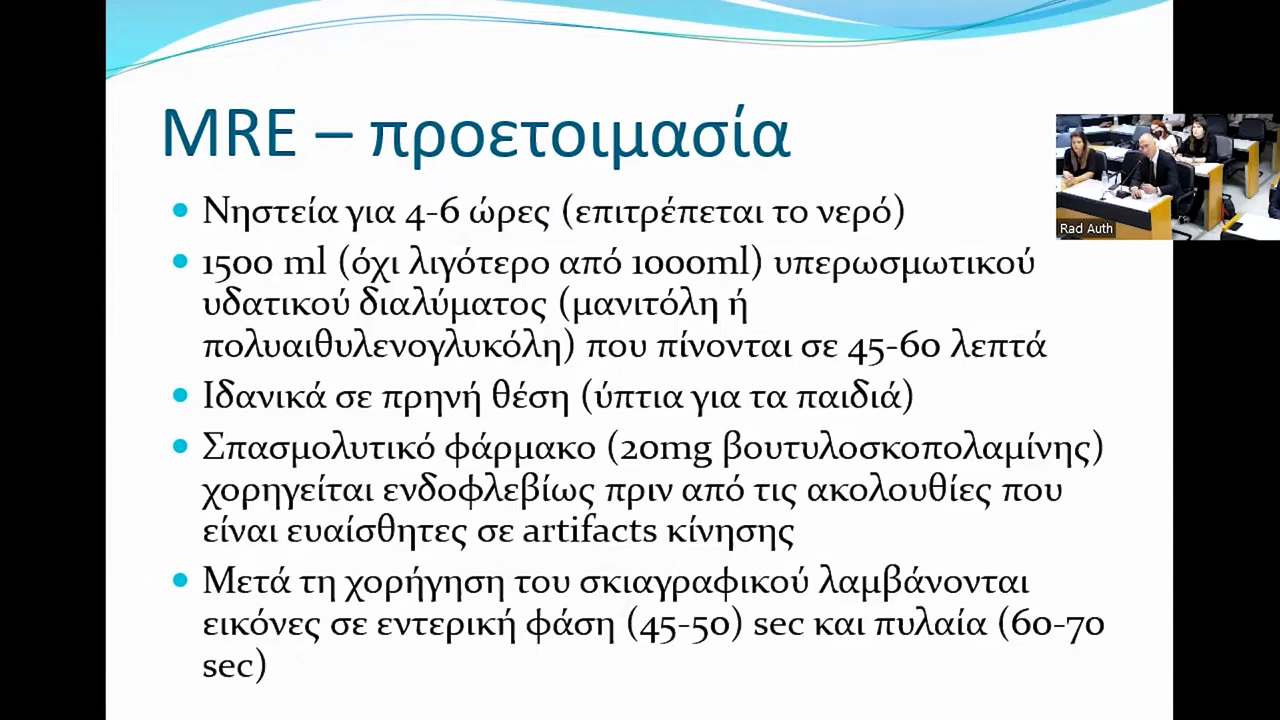 MRE – προετοιμασία
• Νηστεία για 4-6 ώρες (επιτρέπεται το νερό)
• 1500 ml (όχι λιγότερο από 1000ml) υπερωσμωτικού
υδατικού διαλύματος (μανιτόλη ή
πολυαιθυλενογλυκόλη) που πίνονται σε 45-60 λεπτά
• Ιδανικά σε πρηνή θέση (ύπτια για τα παιδιά)
• Σπασμολυτικό φάρμακο (20mg βουτυλοσκοπολαμίνης)
χορηγείται ενδοφλεβίως πριν από τις ακολουθίες που
είναι ευαίσθητες σε artifacts κίνησης
• Μετά τη χορήγηση του σκιαγραφικού λαμβάνονται
εικόνες σε εντερική φάση (45-50) sec και πυλαία (60-70
sec)
Rad Auth